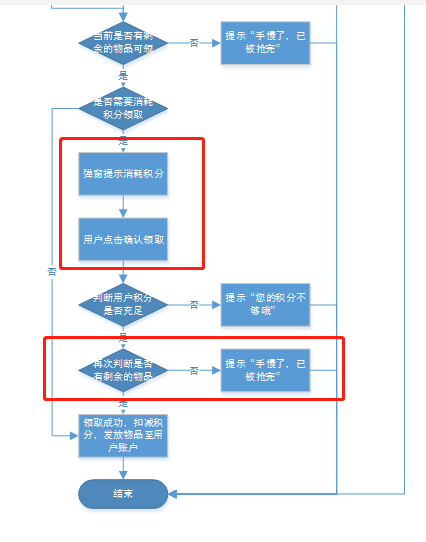 当前是否有剩
余的物品可领
否
提示“手慢了、已
被抢完”
是
是否需要消耗
积分领取
是
弹窗提示消耗积分
用户点击确认领取
否
判断用户积分
是否充足
否
提示“您的积分不
够哦”
是
再次判断是否
有剩余的物品
否
提示“手慢了、已
被抢完”
是
领取成功、扣减积
分、发放物品至用
户账户
结束